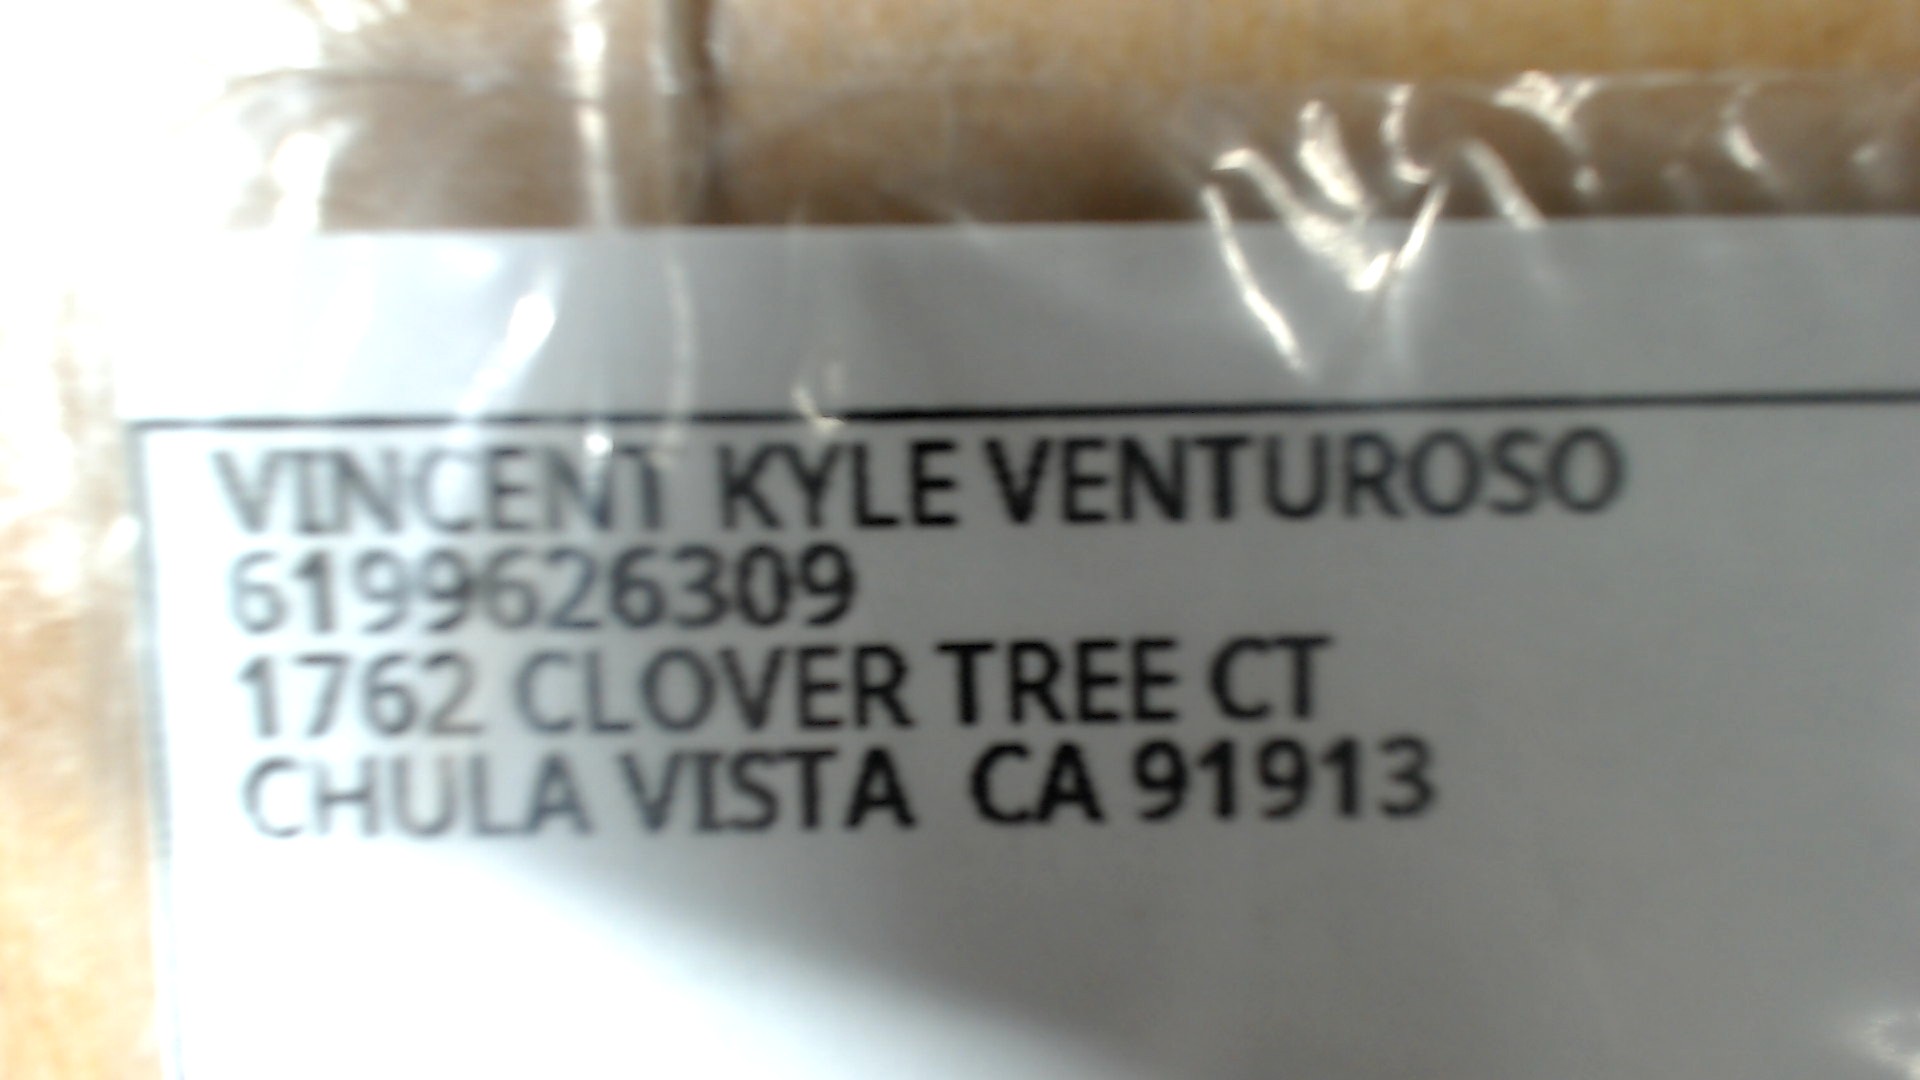 VINCENT KYLE VENTUROSO
6199626309
1762 CLOVER TREE CT
CHULA VISTA CA 91913